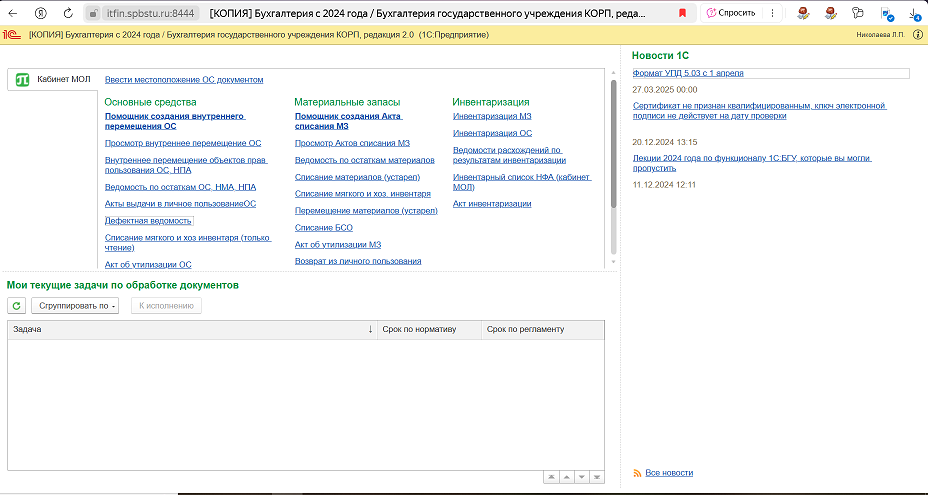 itfin.spbstu.ru:8444 [КОПИЯ] Бухгалтерия с 2024 года / Бухгалтерия государственного учреждения КОРП, реда... Спросить
[КОПИЯ] Бухгалтерия с 2024 года / Бухгалтерия государственного учреждения КОРП, редакция 2.0 (1С:Предприятие) Николаева Л.П.
Кабинет МОЛ
Ввести местоположение ОС документом
Основные средства
Помощник создания внутреннего
перемещения ОС
Просмотр внутреннее перемещение ОС
Внутреннее перемещение объектов прав
пользования ОС, НПА
Ведомость по остаткам ОС, НМА, НПА
Акты выдачи в личное пользованиеОС
Дефектная ведомость
Списание мягкого и хоз инвентаря (только
чтение)
Акт об утилизации ОС
Материальные запасы
Помощник создания Акта
списания МЗ
Просмотр Актов списания МЗ
Ведомость по остаткам материалов
Списание материалов (устарел)
Списание мягкого и хоз. инвентаря
Перемещение материалов (устарел)
Списание БСО
Акт об утилизации МЗ
Возврат из личного пользования
Инвентаризация
Инвентаризация МЗ
Инвентаризация ОС
Ведомости расхождений по
результатам инвентаризации
Инвентарный список НФА (кабинет
МОЛ)
Акт инвентаризации
Мои текущие задачи по обработке документов
Сгруппировать по К исполнению
Задача ↓ Срок по нормативу Срок по регламенту
Новости 1С
Формат УПД 5.03 с 1 апреля
27.03.2025 00:00
Сертификат не признан квалифицированным, ключ электронной
подписи не действует на дату проверки
20.12.2024 13:15
Лекции 2024 года по функционалу 1С:БГУ, которые вы могли
пропустить
11.12.2024 12:11
Все новости